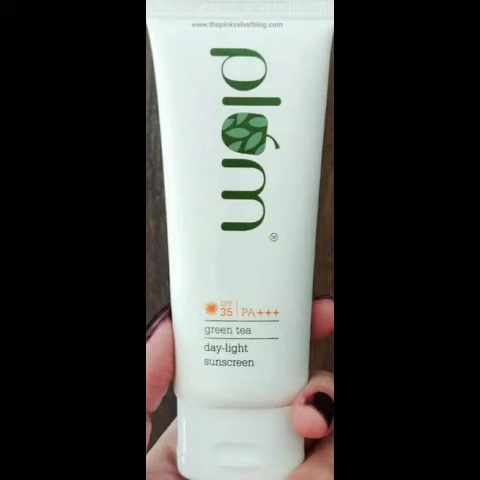 www.thepinkvelvetblog.com
plum
®
SPF
35 PA+++
green tea
day-light
sunscreen